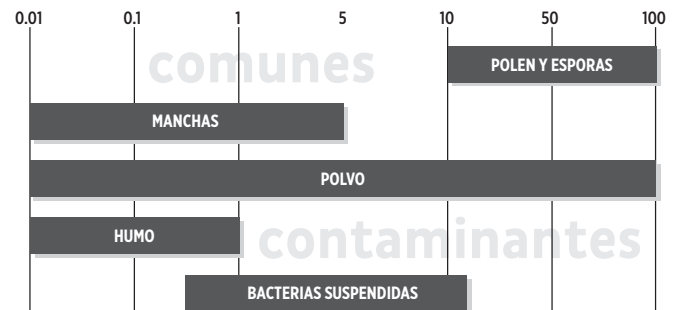 0.01 0.1 1 5 10 50 100
comunes
POLEN Y ESPORAS
MANCHAS
POLVO
HUMO
contaminantes
BACTERIAS SUSPENDIDAS